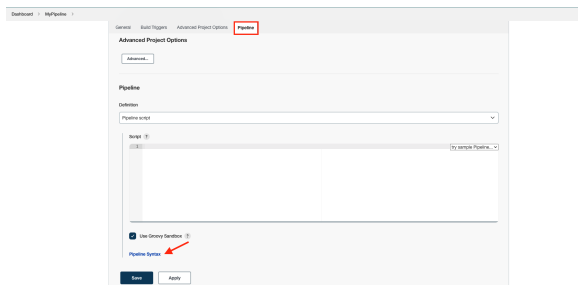 Dashboard > MyPipeline >
General Build Triggers Advanced Project Options Pipeline
Advanced Project Options
Advanced...
Pipeline
Definition
Pipeline script
Script ?
1
try sample Pipeline...
Use Groovy Sandbox ?
Pipeline Syntax
Save Apply